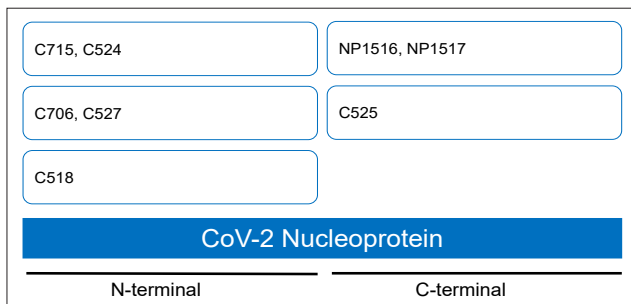 C715, C524
NP1516, NP1517
C706, C527
C525
C518
CoV-2 Nucleoprotein
N-terminal
C-terminal